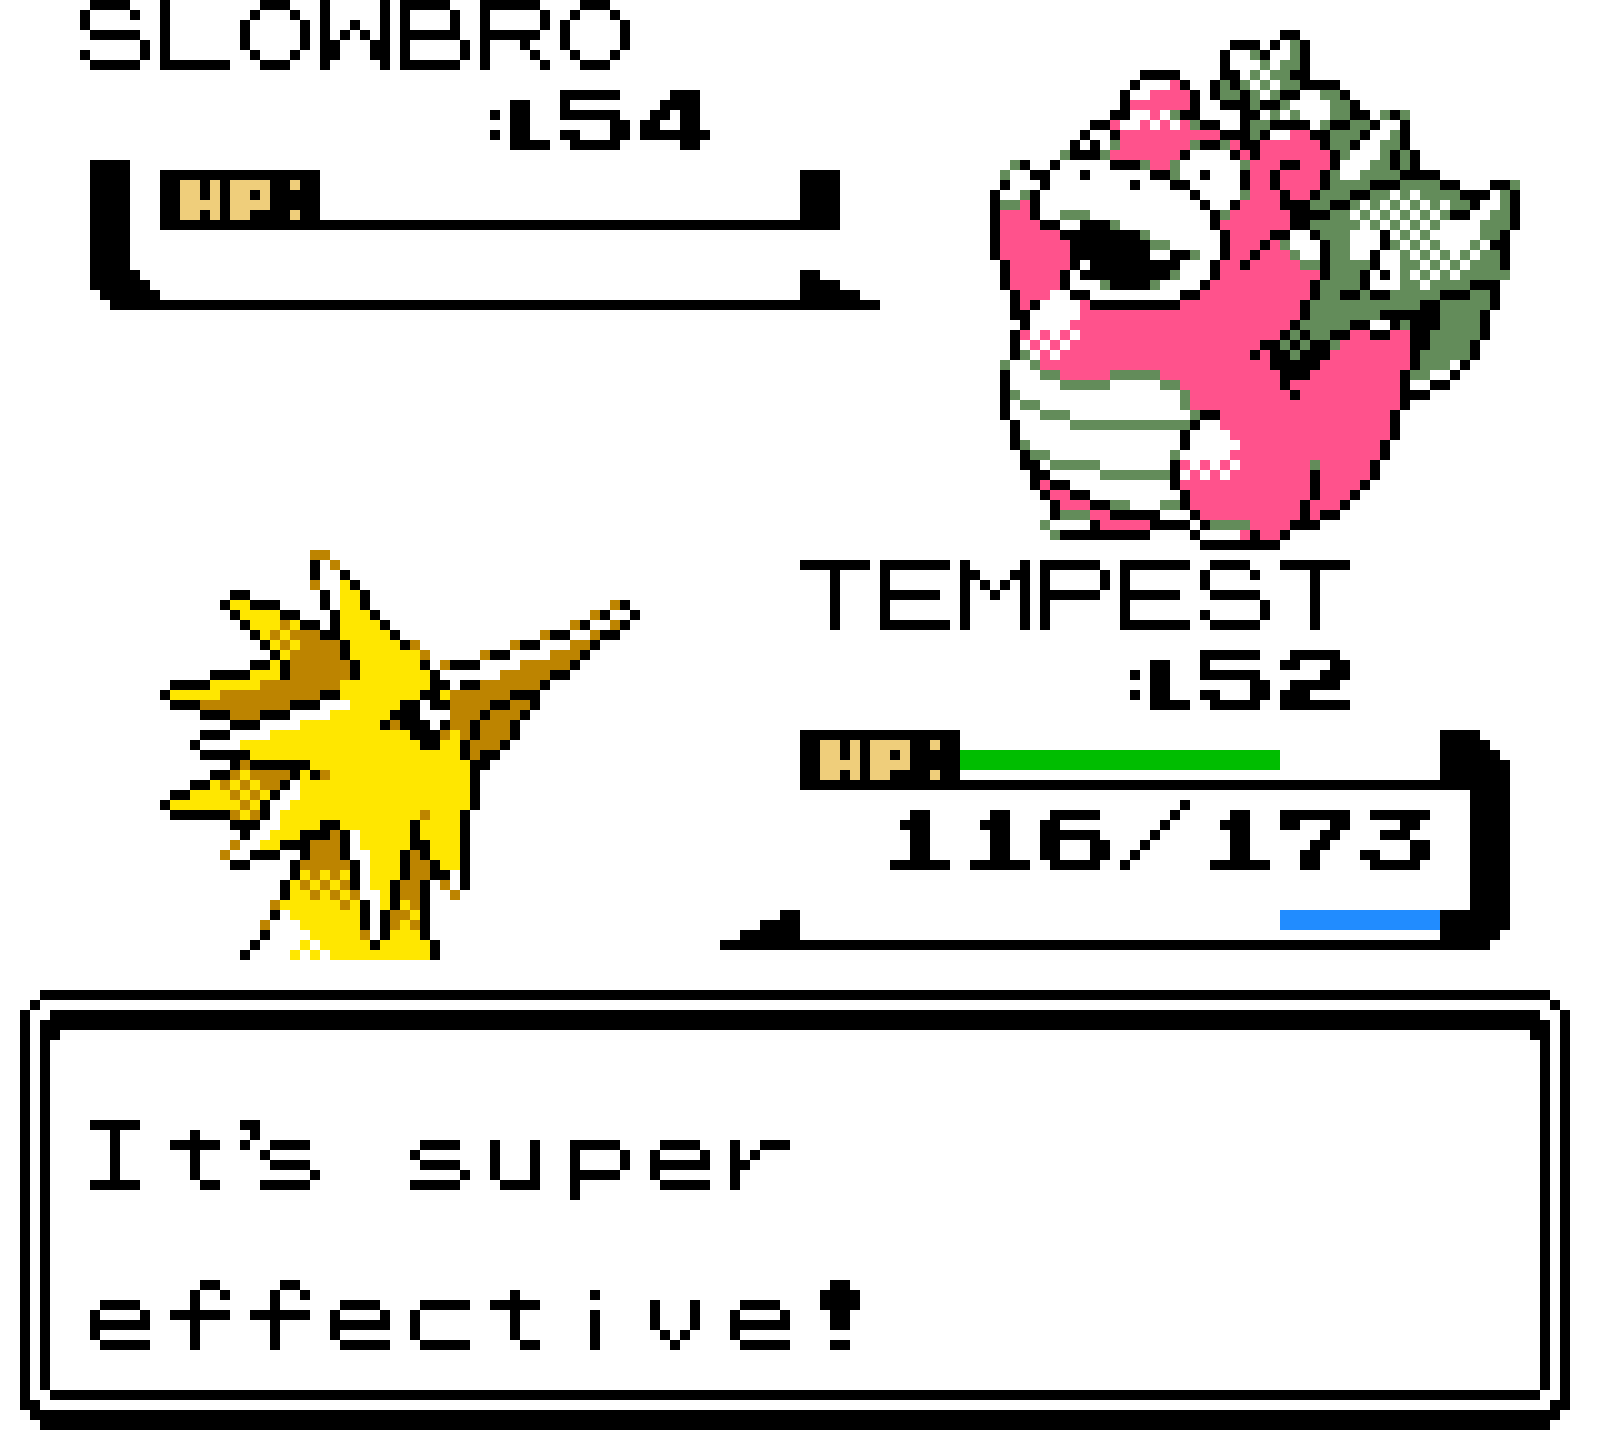 SLOWBRO
:L54
HP:
TEMPEST
:L52
HP:
116/173
It's super
effective!